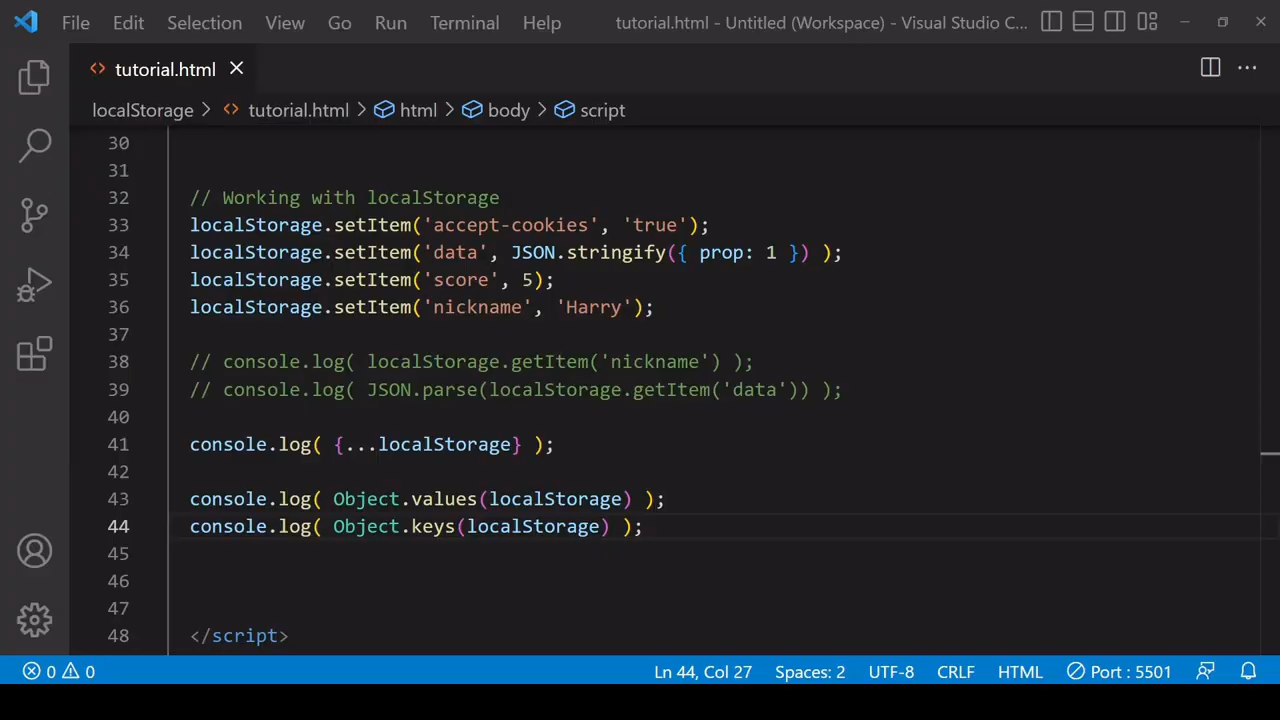 File Edit Selection View Go Run Terminal Help tutorial.html - Untitled (Workspace) - Visual Studio C...
tutorial.html
localStorage > tutorial.html > html > body > script
30
31
32 // Working with localStorage
33 localStorage.setItem('accept-cookies', 'true');
34 localStorage.setItem('data', JSON.stringify({ prop: 1 }) );
35 localStorage.setItem('score', 5);
36 localStorage.setItem('nickname', 'Harry');
37
38 // console.log( localStorage.getItem('nickname') );
39 // console.log( JSON.parse(localStorage.getItem('data')) );
40
41 console.log( {...localStorage} );
42
43 console.log( Object.values(localStorage) );
44 console.log( Object.keys(localStorage) );
45
46
47
48 </script>
0 0 Ln 44, Col 27 Spaces: 2 UTF-8 CRLF HTML Port : 5501